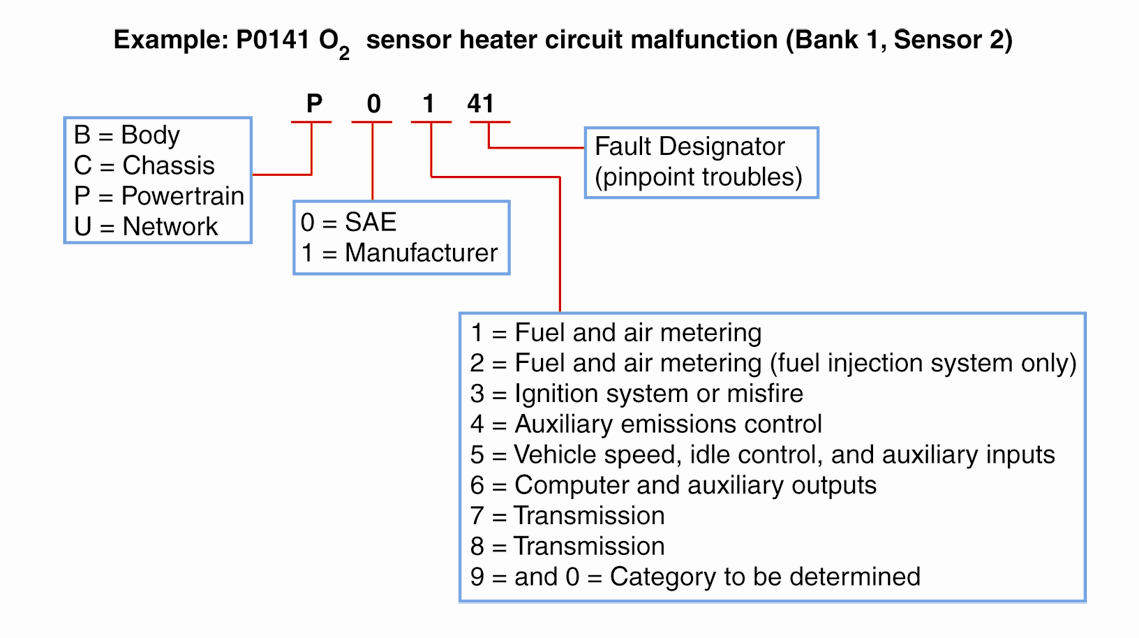 Example: P0141 O2 sensor heater circuit malfunction (Bank 1, Sensor 2)
P 0 1 41
B = Body
C = Chassis
P = Powertrain
U = Network
0 = SAE
1 = Manufacturer
Fault Designator
(pinpoint troubles)
1 = Fuel and air metering
2 = Fuel and air metering (fuel injection system only)
3 = Ignition system or misfire
4 = Auxiliary emissions control
5 = Vehicle speed, idle control, and auxiliary inputs
6 = Computer and auxiliary outputs
7 = Transmission
8 = Transmission
9 = and 0 = Category to be determined